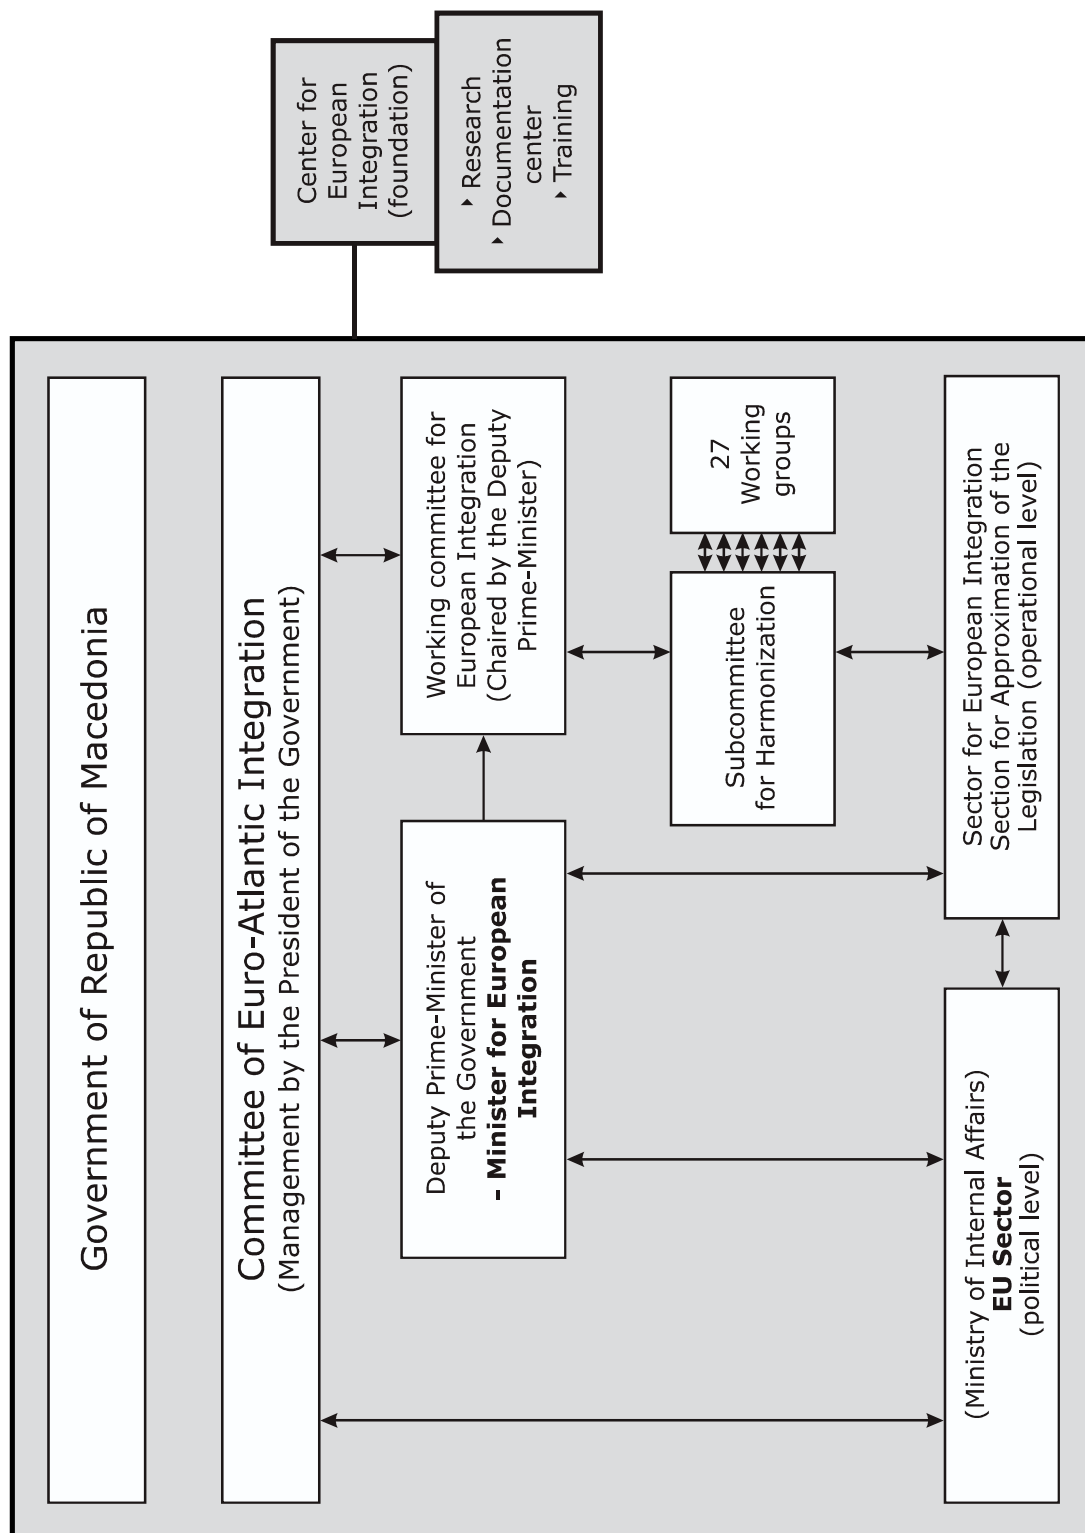 Government of Republic of Macedonia
Committee of Euro-Atlantic Integration
(Management by the President of the Government)
Deputy Prime-Minister of
the Government
- Minister for European
Integration
Working committee for
European Integration
(Chaired by the Deputy
Prime-Minister)
Subcommittee
for Harmonization
27
Working
groups
(Ministry of Internal Affairs)
EU Sector
(political level)
Sector for European Integration
Section for Approximation of the
Legislation (operational level)
Center for
European
Integration
(foundation)
Research
Documentation
center
Training